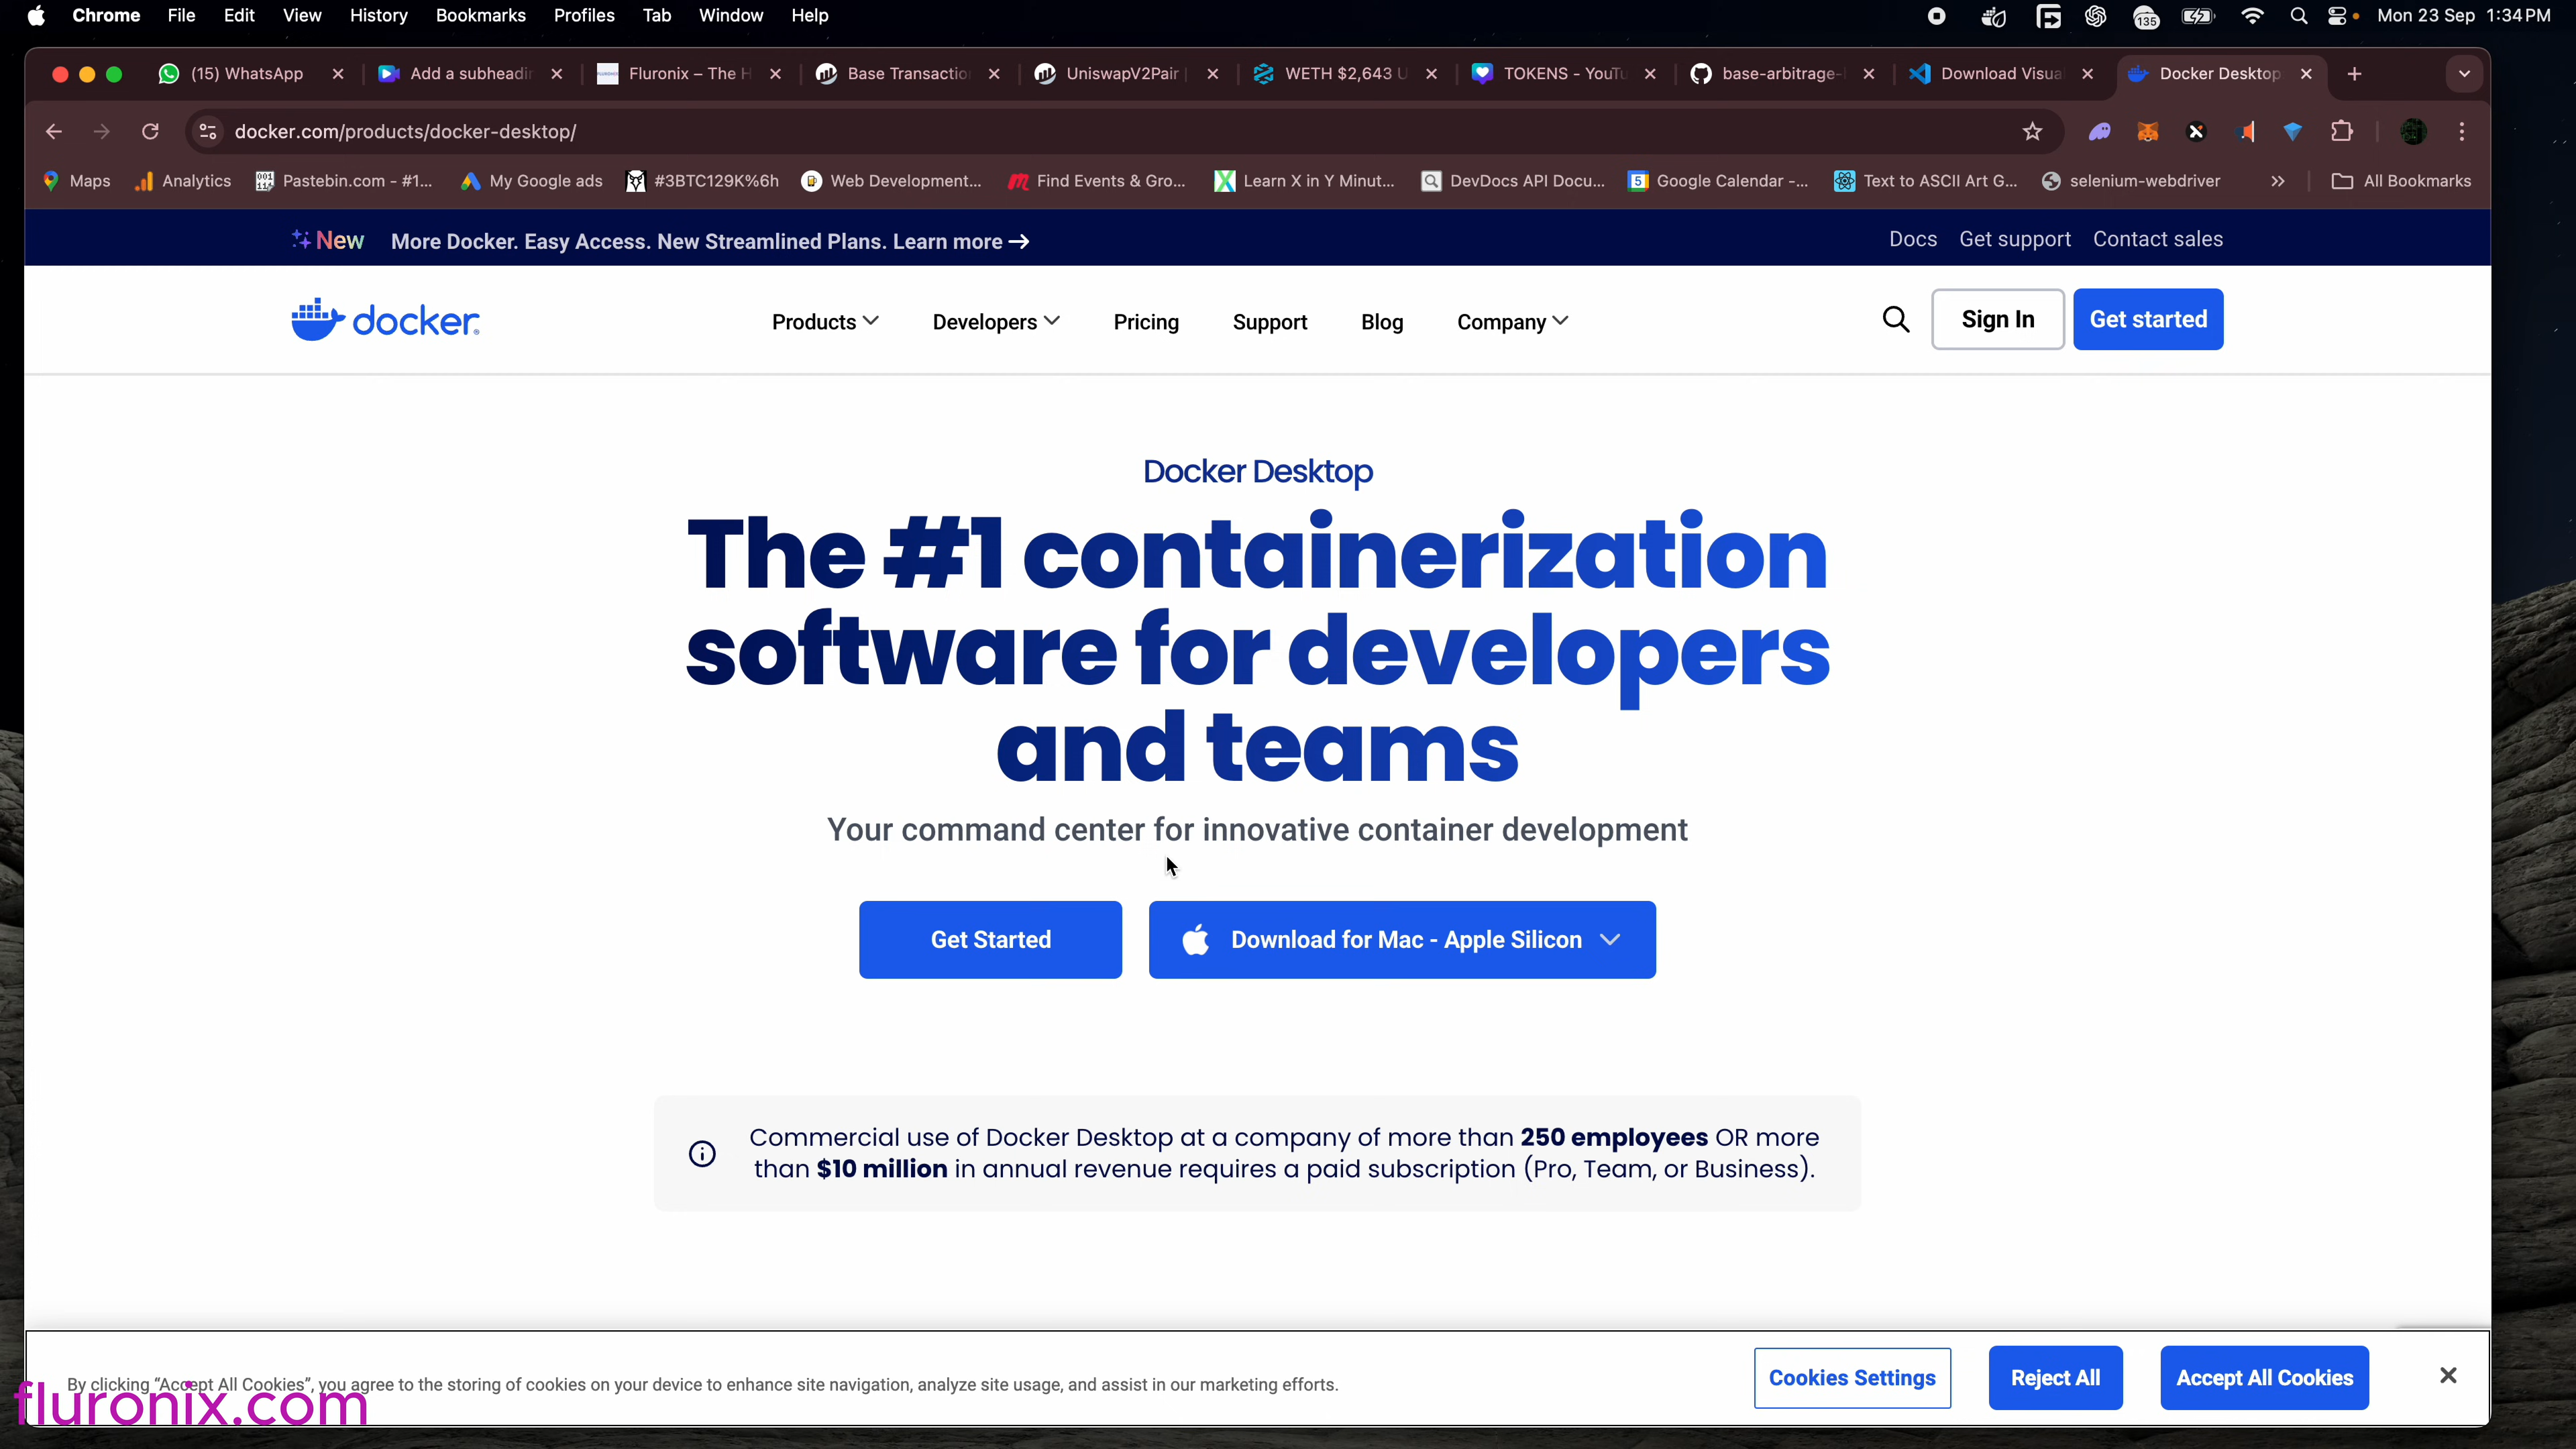 Chrome File Edit View History Bookmarks Profiles Tab Window Help
135
Mon 23 Sep 1:34PM
(15) WhatsApp
Add a subheadi
Fluronix – The H
Base Transactio
UniswapV2Pair
WETH $2,643 U
TOKENS - YouTu
base-arbitrage-
Download Visua
Docker Desktop
docker.com/products/docker-desktop/
Maps
Analytics
Pastebin.com - #1...
My Google ads
#3BTC129K%6h
Web Development...
Find Events & Gro...
Learn X in Y Minut...
DevDocs API Docu...
5
Google Calendar -...
Text to ASCII Art G...
selenium-webdriver
All Bookmarks
New More Docker. Easy Access. New Streamlined Plans. Learn more →
Docs Get support Contact sales
docker
Products Developers Pricing Support Blog Company
Sign In
Get started
Docker Desktop
The #1 containerization
software for developers
and teams
Your command center for innovative container development
Get Started
Download for Mac - Apple Silicon
Commercial use of Docker Desktop at a company of more than 250 employees OR more
than $10 million in annual revenue requires a paid subscription (Pro, Team, or Business).
By clicking “Accept All Cookies”, you agree to the storing of cookies on your device to enhance site navigation, analyze site usage, and assist in our marketing efforts.
Cookies Settings
Reject All
Accept All Cookies
fluronix.com